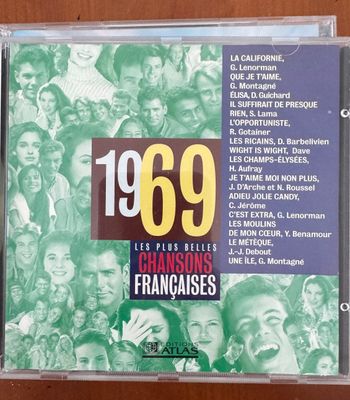 LA CALIFORNIE,
G. Lenorman
QUE JE T'AIME,
G. Montagné
ÉLISA, D. Guichard
IL SUFFIRAIT DE PRESQUE
RIEN, S. Lama
L'OPPORTUNISTE,
R. Gotainer
LES RICAINS, D. Barbelivien
WIGHT IS WIGHT, Dave
LES CHAMPS-ÉLYSÉES,
H. Aufray
JE T'AIME MOI NON PLUS,
J. D'Arche et N. Roussel
ADIEU JOLIE CANDY,
C. Jérôme
C'EST EXTRA, G. Lenorman
LES MOULINS
DE MON CŒUR, Y. Benamour
LE MÉTÈQUE,
J.-J. Debout
UNE ÎLE, G. Montagné
1969
LES PLUS BELLES
CHANSONS
FRANÇAISES
EDITIONS
ATLAS